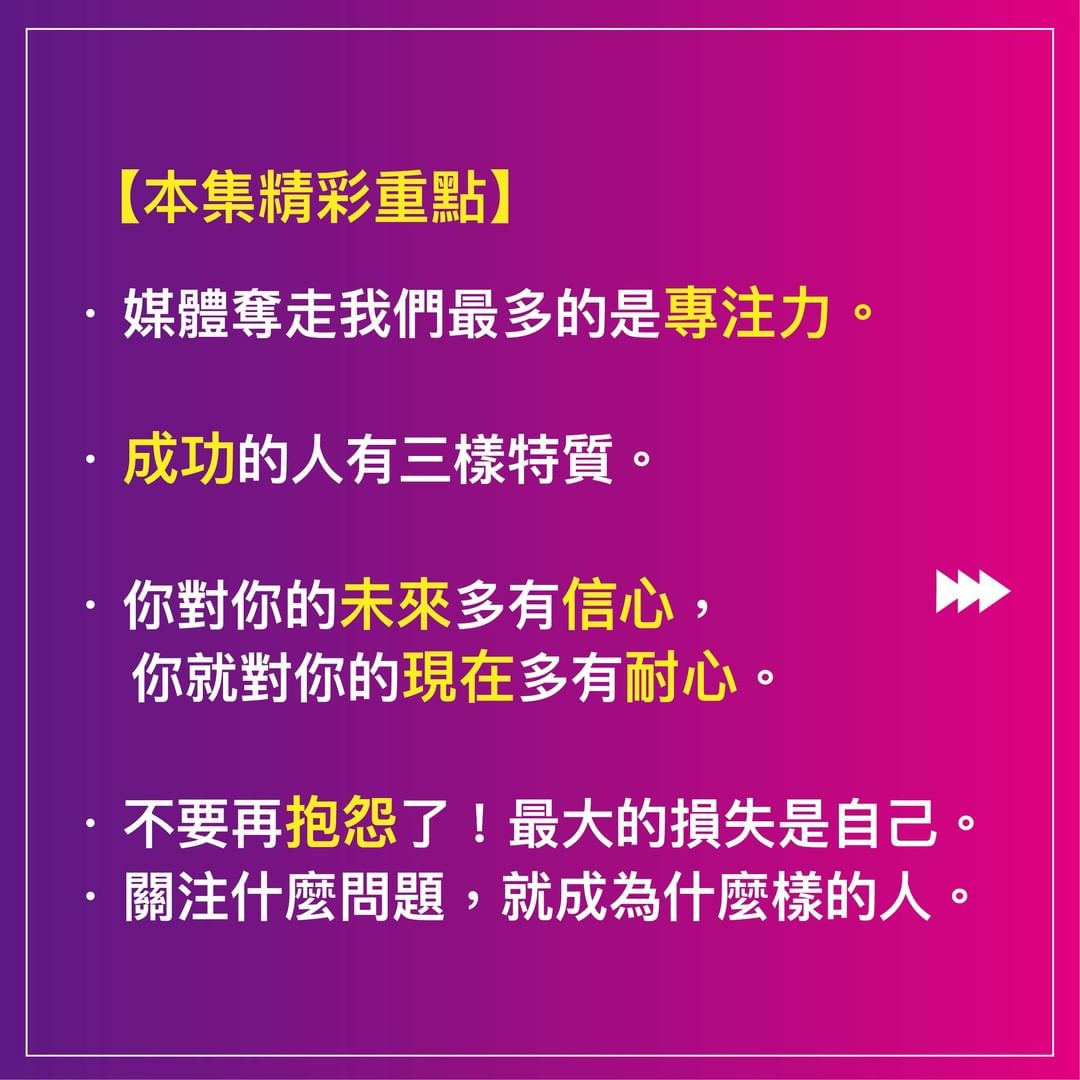 【本集精彩重點】
· 媒體奪走我們最多的是專注力。
· 成功的人有三樣特質。
· 你對你的未來多有信心，
你就對你的現在多有耐心。
· 不要再抱怨了！最大的損失是自己。
· 關注什麼問題，就成為什麼樣的人。